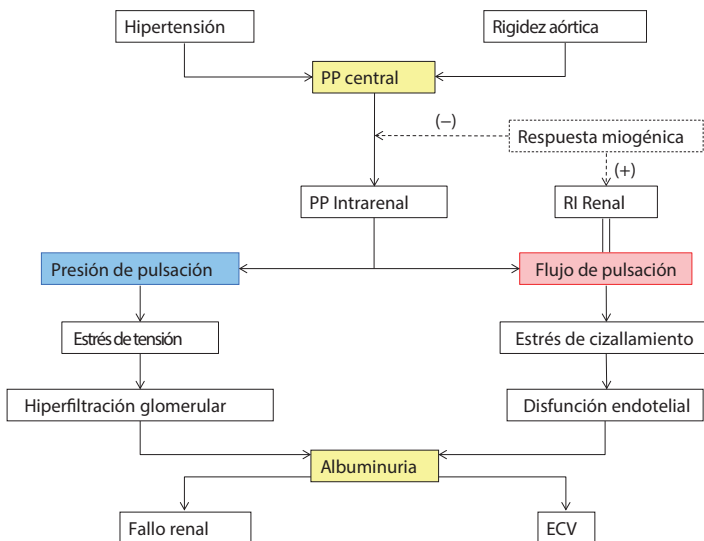 Hipertensión
Rigidez aórtica
PP central
(−)
Respuesta miogénica
(+)
PP Intrarenal
RI Renal
Presión de pulsación
Flujo de pulsación
Estrés de tensión
Estrés de cizallamiento
Hiperfiltración glomerular
Disfunción endotelial
Albuminuria
Fallo renal
ECV